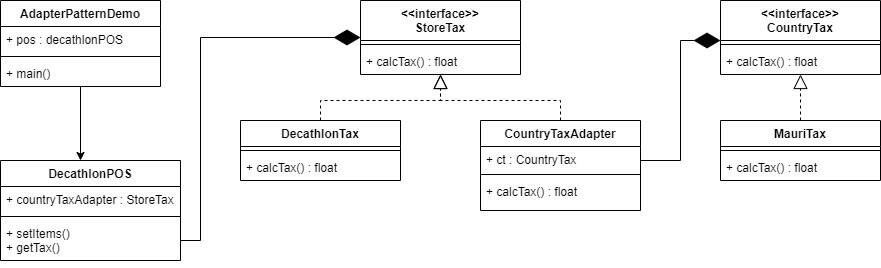 AdapterPatternDemo
+ pos : decathlonPOS
+ main()
<<interface>>
StoreTax
+ calcTax() : float
<<interface>>
CountryTax
+ calcTax() : float
DecathlonTax
+ calcTax() : float
CountryTaxAdapter
+ ct : CountryTax
+ calcTax() : float
MauriTax
+ calcTax() : float
DecathlonPOS
+ countryTaxAdapter : StoreTax
+ setItems()
+ getTax()